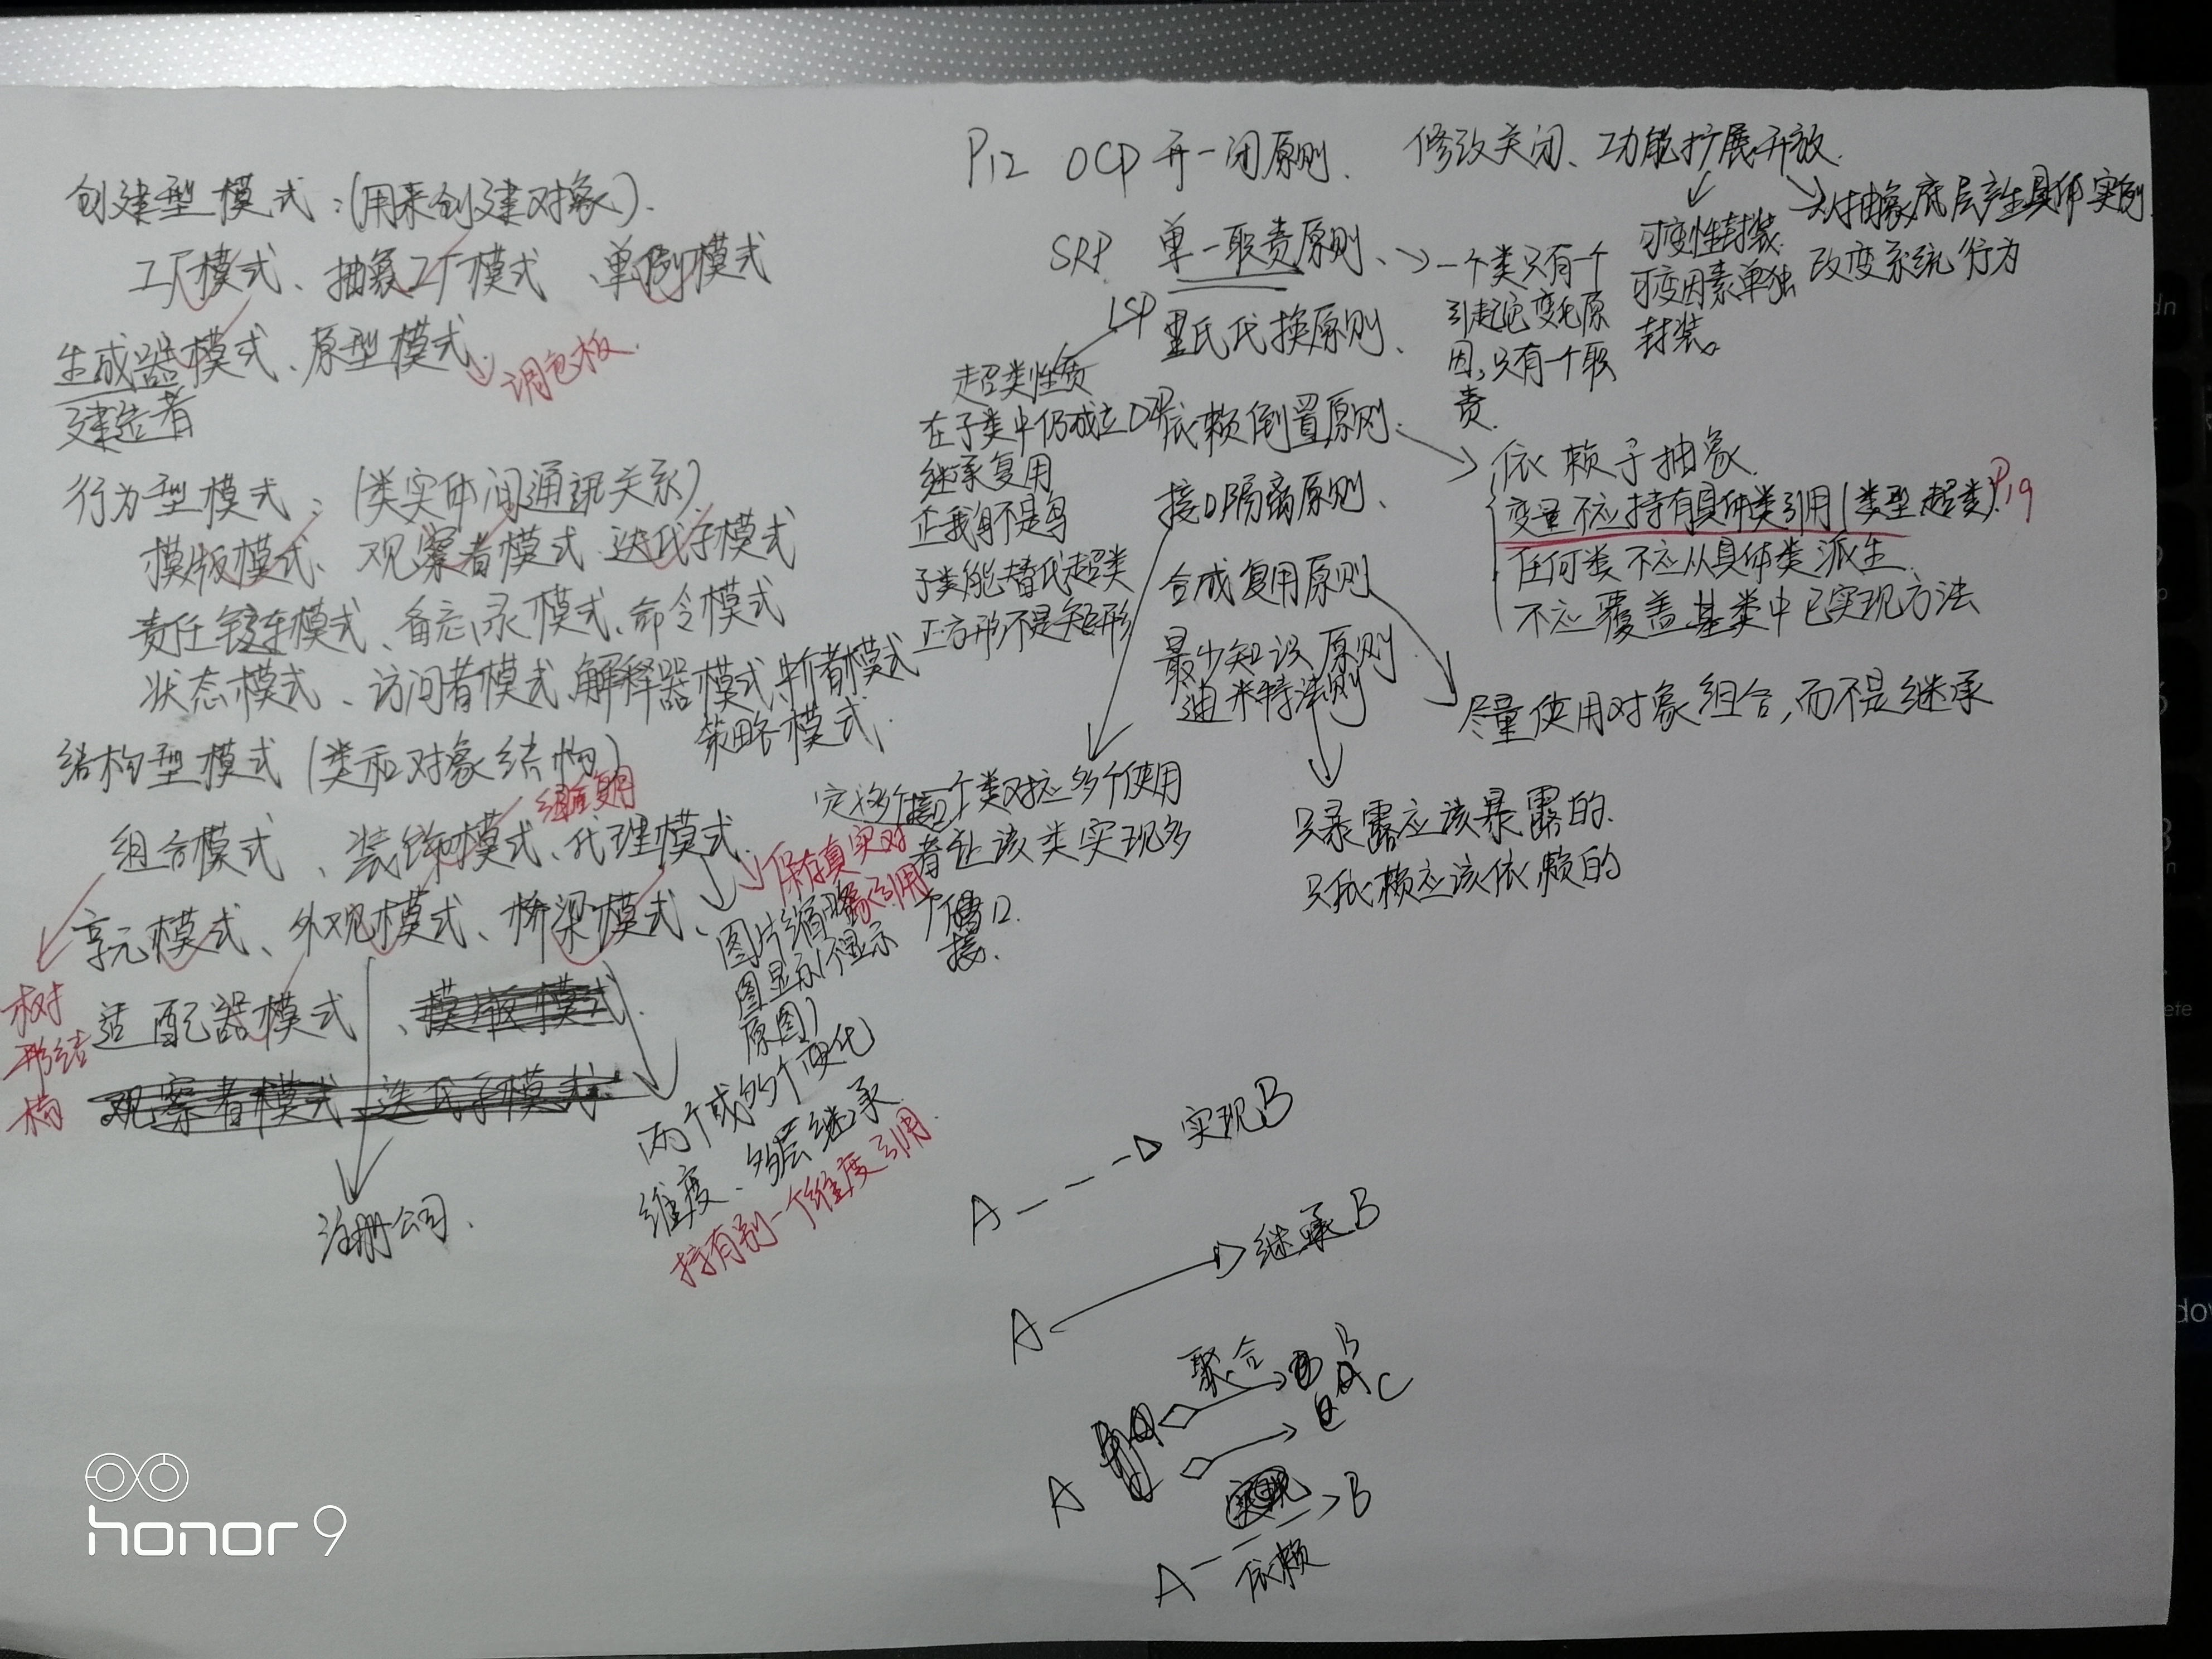 创建型模式:(用来创建对象).
工厂模式、抽象工厂模式、单例模式
生成器模式、原型模式.
调色板.
建造者
行为型模式:(类实体间通讯关系)
模版模式、观察者模式、迭代子模式
责任链模式、备忘录模式、命令模式
状态模式、访问者模式、解释器模式、中介者模式
策略模式.
结构型模式(类和对象结构)
组合模式、装饰模式、代理模式.
享元模式、外观模式、桥梁模式、
树
形结
构
适配器模式、模版模式.
观察者模式 迭代子模式.
注册公司.
保存真实对
象引用
图片缩略
图显示1个显示
原图)
两个或多个变化
维度、多层继承.
持有别一个维度引用.
P12 OCP 开一闭原则. 修改关闭、功能扩展开放.
可变性封装.
可变因素单独
封装。
从抽象底层产生具体实例
改变系统行为
SRP 单一职责原则、
一个类只有一个
引起它变化原
因,只有一个职
责.
LSP 里氏代换原则、
超类性质
在子类中仍成立
继承复用
正我身不是鸟
子类能替代超类
正方形不是矩形
DIP 依赖倒置原则.
依赖于抽象.
变量不应持有具体类引用(类型超类). P19
任何类不应从具体类派生.
不应覆盖基类中已实现方法
接口隔离原则、
定多个接口一个类对应多个使用
者让该类实现多
个接口.
接.
合成复用原则
尽量使用对象组合,而不是继承
最少知识原则
迪米特法则
只暴露应该暴露的.
只依赖应该依赖的
A 实现B
A 继承B
聚合 B
A C
A B
依赖
honor 9